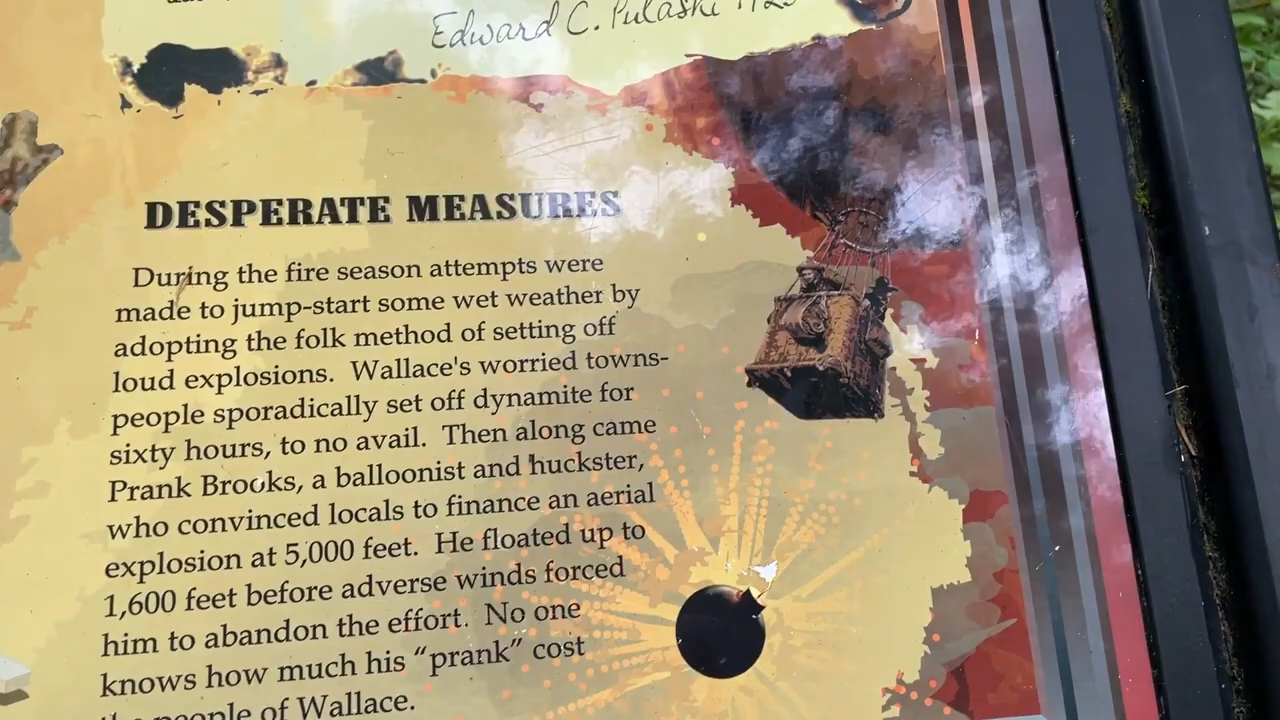 Edward C. Pulaski 1923
DESPERATE MEASURES
During the fire season attempts were
made to jump-start some wet weather by
adopting the folk method of setting off
loud explosions. Wallace's worried towns-
people sporadically set off dynamite for
sixty hours, to no avail. Then along came
Prank Brooks, a balloonist and huckster,
who convinced locals to finance an aerial
explosion at 5,000 feet. He floated up to
1,600 feet before adverse winds forced
him to abandon the effort. No one
knows how much his “prank” cost
the people of Wallace.